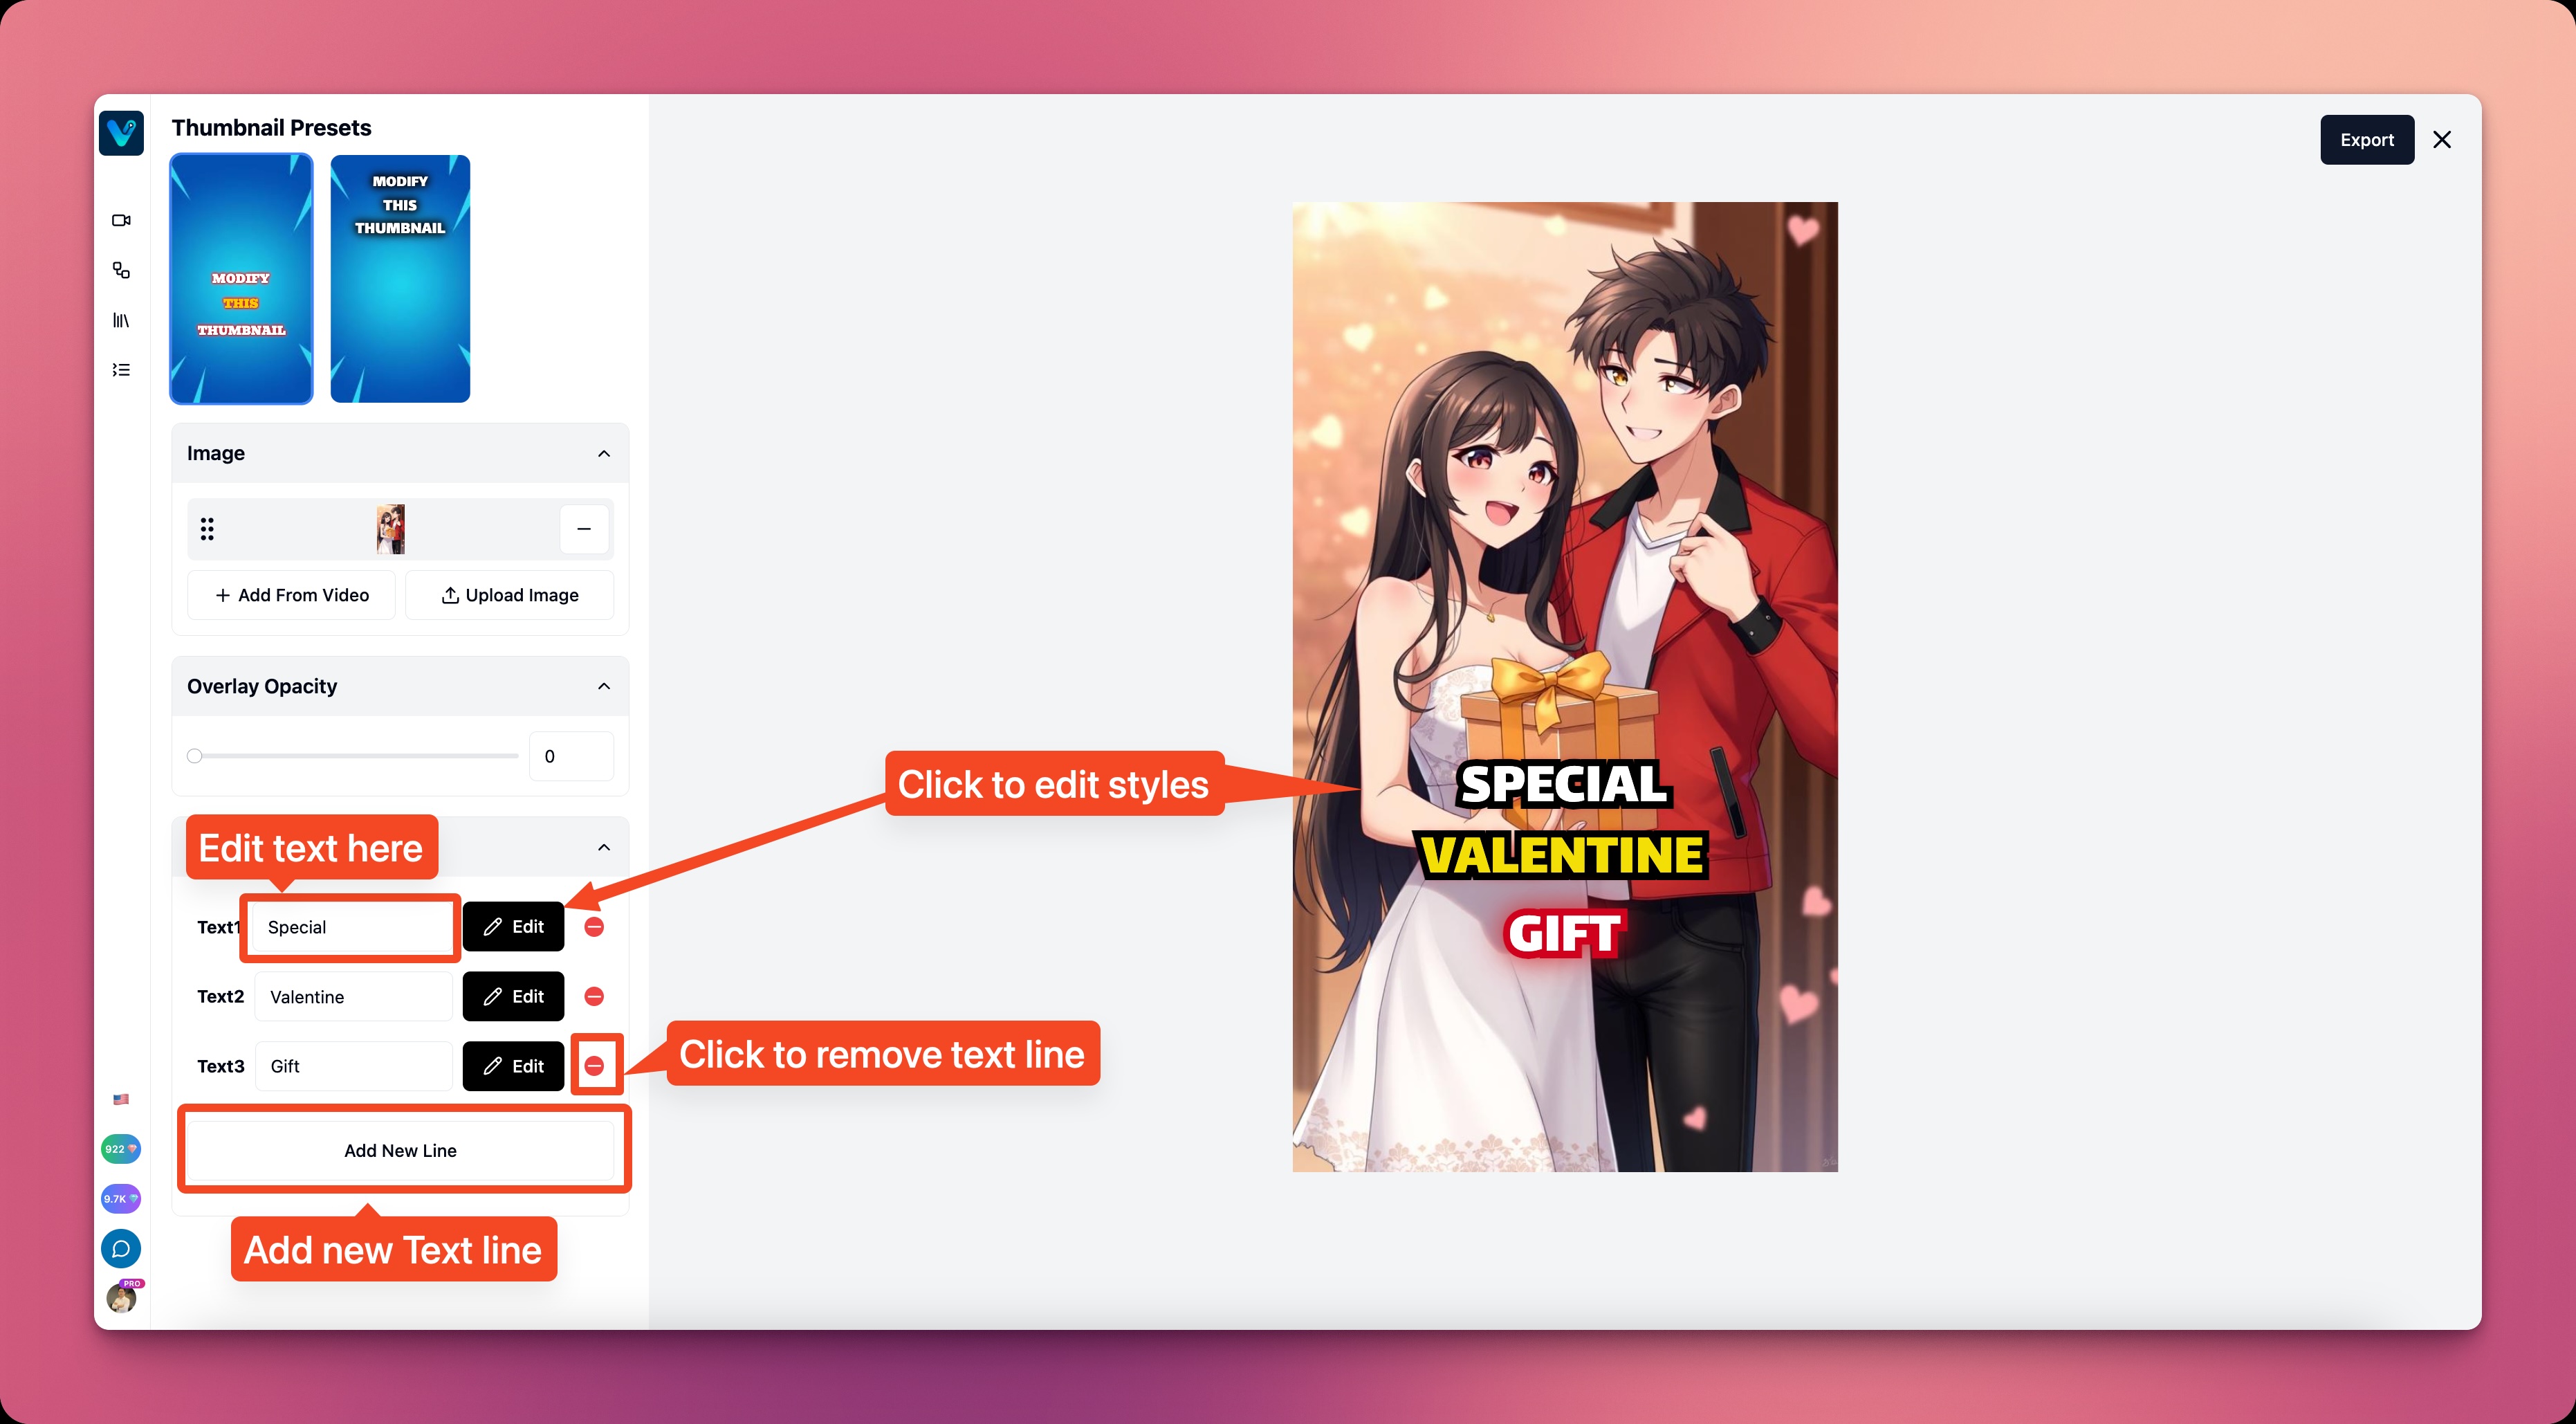 Thumbnail Presets
MODIFY
THIS
THUMBNAIL
MODIFY
THIS
THUMBNAIL
Image
Add From Video
Upload Image
Overlay Opacity
0
Edit text here
Text1
Special
Edit
Text2
Valentine
Edit
Text3
Gift
Edit
Add New Line
Add new Text line
922
9.7K
PRO
Click to edit styles
Click to remove text line
Export
SPECIAL
VALENTINE
GIFT